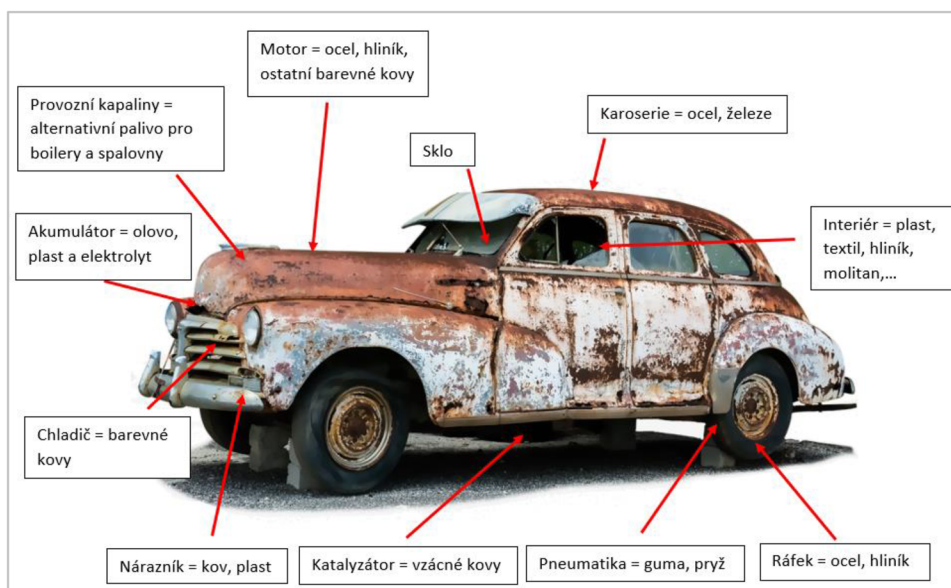 Motor = ocel, hliník,
ostatní barevné kovy
Provozní kapaliny =
alternativní palivo pro
boilery a spalovny
Karoserie = ocel, železe
Sklo
Akumulátor = olovo,
plast a elektrolyt
Interiér = plast,
textil, hliník,
molitan,...
Chladič = barevné
kovy
Nárazník = kov, plast
Katalyzátor = vzácné kovy
Pneumatika = guma, pryž
Ráfek = ocel, hliník